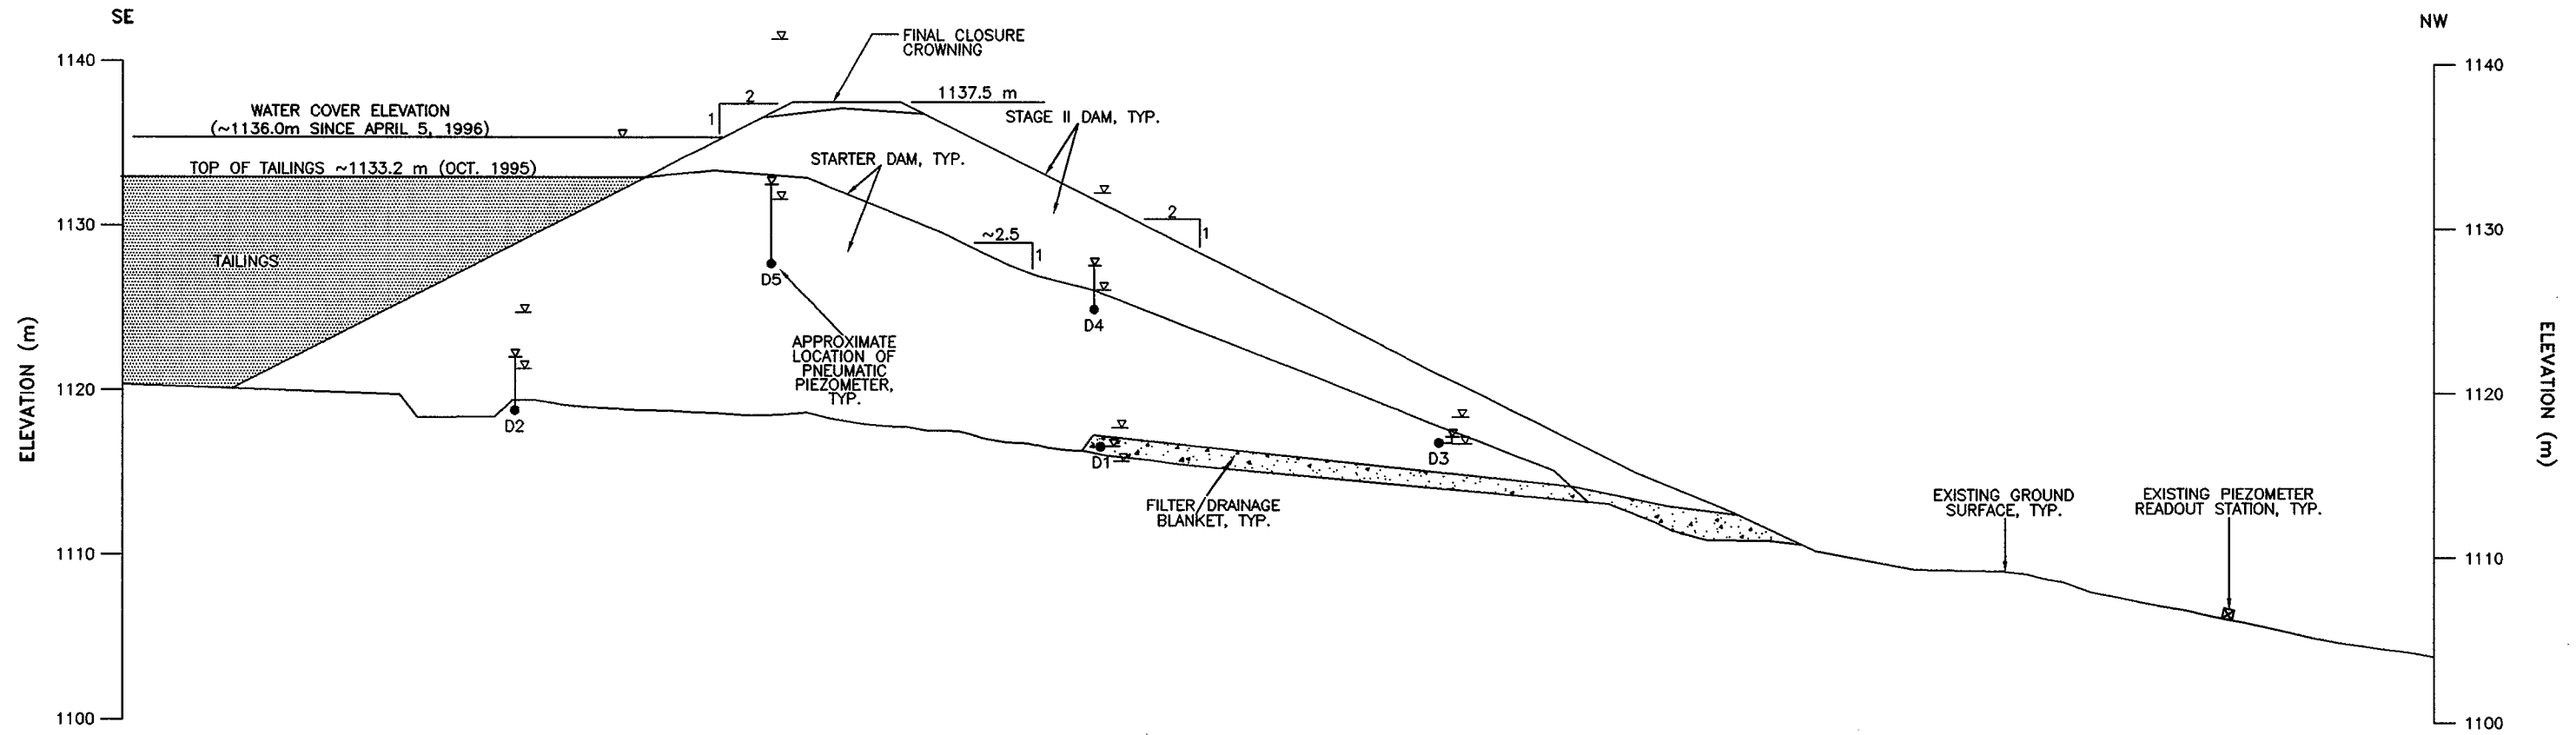 SE
NW
1140
1130
1120
1110
1100
ELEVATION (m)
WATER COVER ELEVATION
(~1136.0m SINCE APRIL 5, 1996)
TOP OF TAILINGS ~1133.2 m (OCT. 1995)
TAILINGS
2
1
FINAL CLOSURE
CROWNING
1137.5 m
STAGE II DAM, TYP.
STARTER DAM, TYP.
~2.5
1
2
1
D5
D4
D2
D1
D3
APPROXIMATE
LOCATION OF
PNEUMATIC
PIEZOMETER,
TYP.
FILTER DRAINAGE
BLANKET, TYP.
EXISTING GROUND
SURFACE, TYP.
EXISTING PIEZOMETER
READOUT STATION, TYP.
1140
1130
1120
1110
1100
ELEVATION (m)